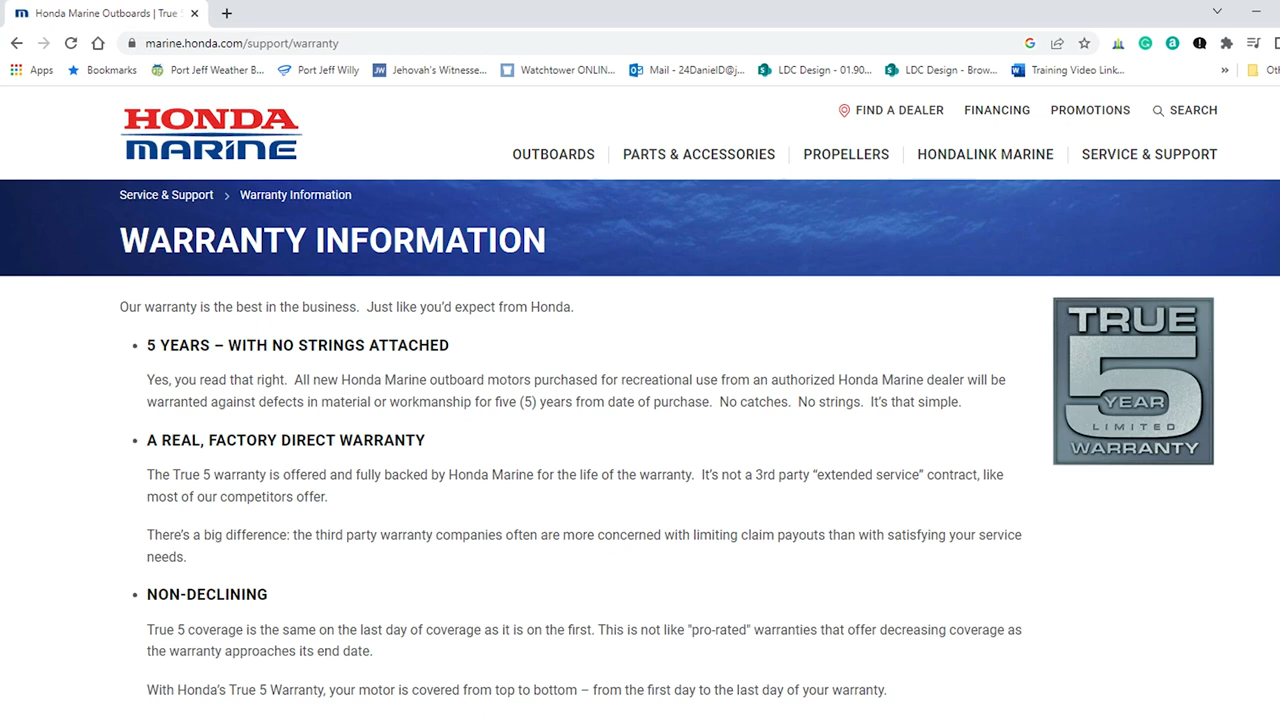 Honda Marine Outboards | True
marine.honda.com/support/warranty
Apps Bookmarks Port Jeff Weather B... Port Jeff Willy Jehovah's Witnesse... Watchtower ONLIN... Mail - 24DanielD@j... LDC Design - 01.90... LDC Design - Brow... Training Video Link... »
HONDA
MARINE
FIND A DEALER FINANCING PROMOTIONS SEARCH
OUTBOARDS PARTS & ACCESSORIES PROPELLERS HONDALINK MARINE SERVICE & SUPPORT
Service & Support > Warranty Information
WARRANTY INFORMATION
Our warranty is the best in the business. Just like you'd expect from Honda.
• 5 YEARS – WITH NO STRINGS ATTACHED
Yes, you read that right. All new Honda Marine outboard motors purchased for recreational use from an authorized Honda Marine dealer will be
warranted against defects in material or workmanship for five (5) years from date of purchase. No catches. No strings. It's that simple.
• A REAL, FACTORY DIRECT WARRANTY
The True 5 warranty is offered and fully backed by Honda Marine for the life of the warranty. It's not a 3rd party “extended service” contract, like
most of our competitors offer.
There's a big difference: the third party warranty companies often are more concerned with limiting claim payouts than with satisfying your service
needs.
• NON-DECLINING
True 5 coverage is the same on the last day of coverage as it is on the first. This is not like "pro-rated" warranties that offer decreasing coverage as
the warranty approaches its end date.
With Honda's True 5 Warranty, your motor is covered from top to bottom – from the first day to the last day of your warranty.
TRUE
5
YEAR
LIMITED
WARRANTY